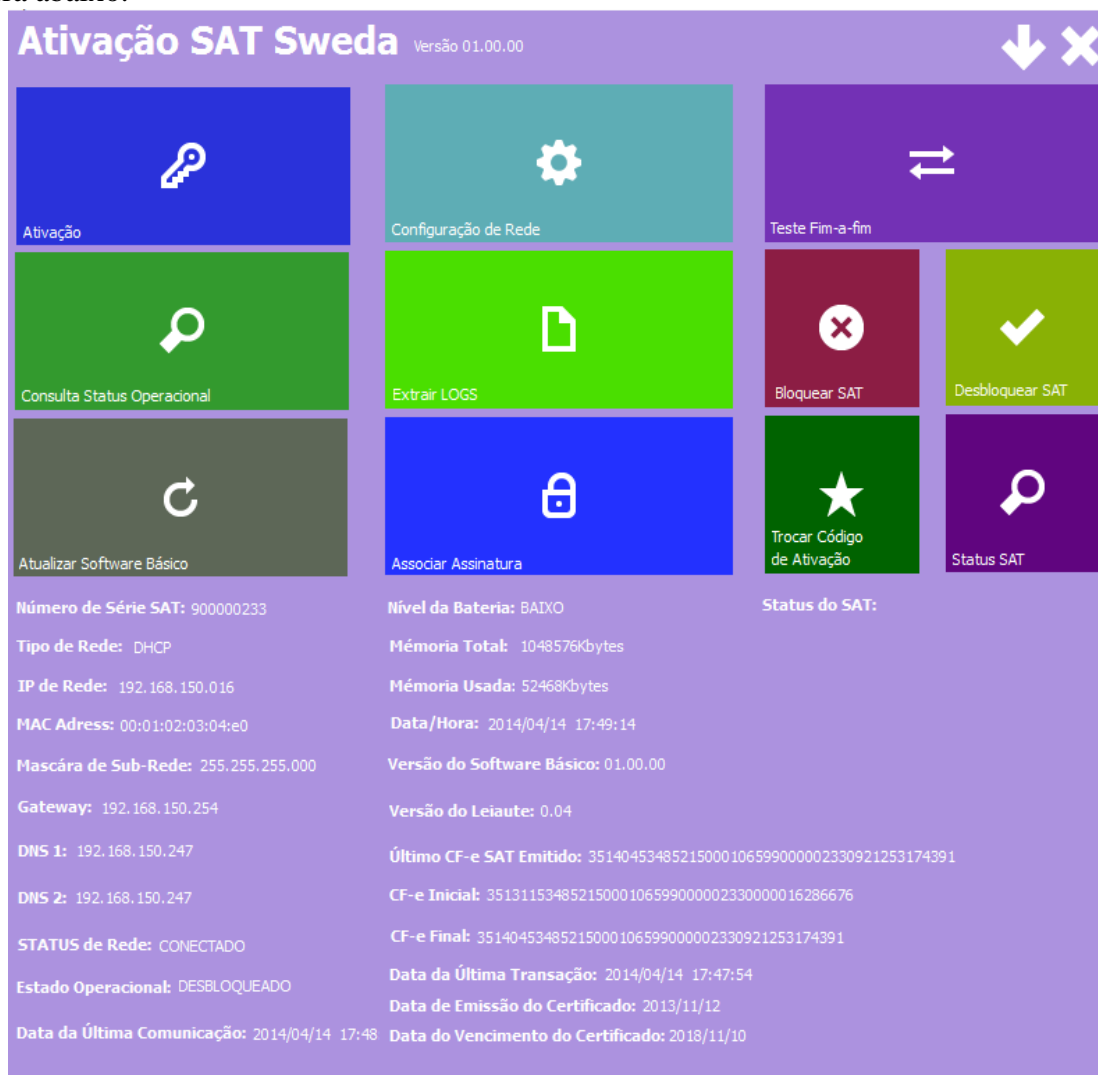 Ativação SAT Sweda Versão 01.00.00
Ativação
Configuração de Rede
Teste Fim-a-fim
Consulta Status Operacional
Extrair LOGS
Bloquear SAT
Desbloquear SAT
Atualizar Software Básico
Associar Assinatura
Trocar Código
de Ativação
Status SAT
Número de Série SAT: 900000233
Tipo de Rede: DHCP
IP de Rede: 192.168.150.016
MAC Adress: 00:01:02:03:04:e0
Mascára de Sub-Rede: 255.255.255.000
Gateway: 192.168.150.254
DNS 1: 192.168.150.247
DNS 2: 192.168.150.247
STATUS de Rede: CONECTADO
Estado Operacional: DESBLOQUEADO
Data da Última Comunicação: 2014/04/14 17:48
Nível da Bateria: BAIXO
Mémoria Total: 1048576Kbytes
Mémoria Usada: 52468Kbytes
Data/Hora: 2014/04/14 17:49:14
Versão do Software Básico: 01.00.00
Versão do Leiaute: 0.04
Último CF-e SAT Emitido: 35140453485215000106599000002330921253174391
CF-e Inicial: 35131153485215000106599000002330000016286676
CF-e Final: 35140453485215000106599000002330921253174391
Data da Última Transação: 2014/04/14 17:47:54
Data de Emissão do Certificado: 2013/11/12
Data do Vencimento do Certificado: 2018/11/10
Status do SAT: